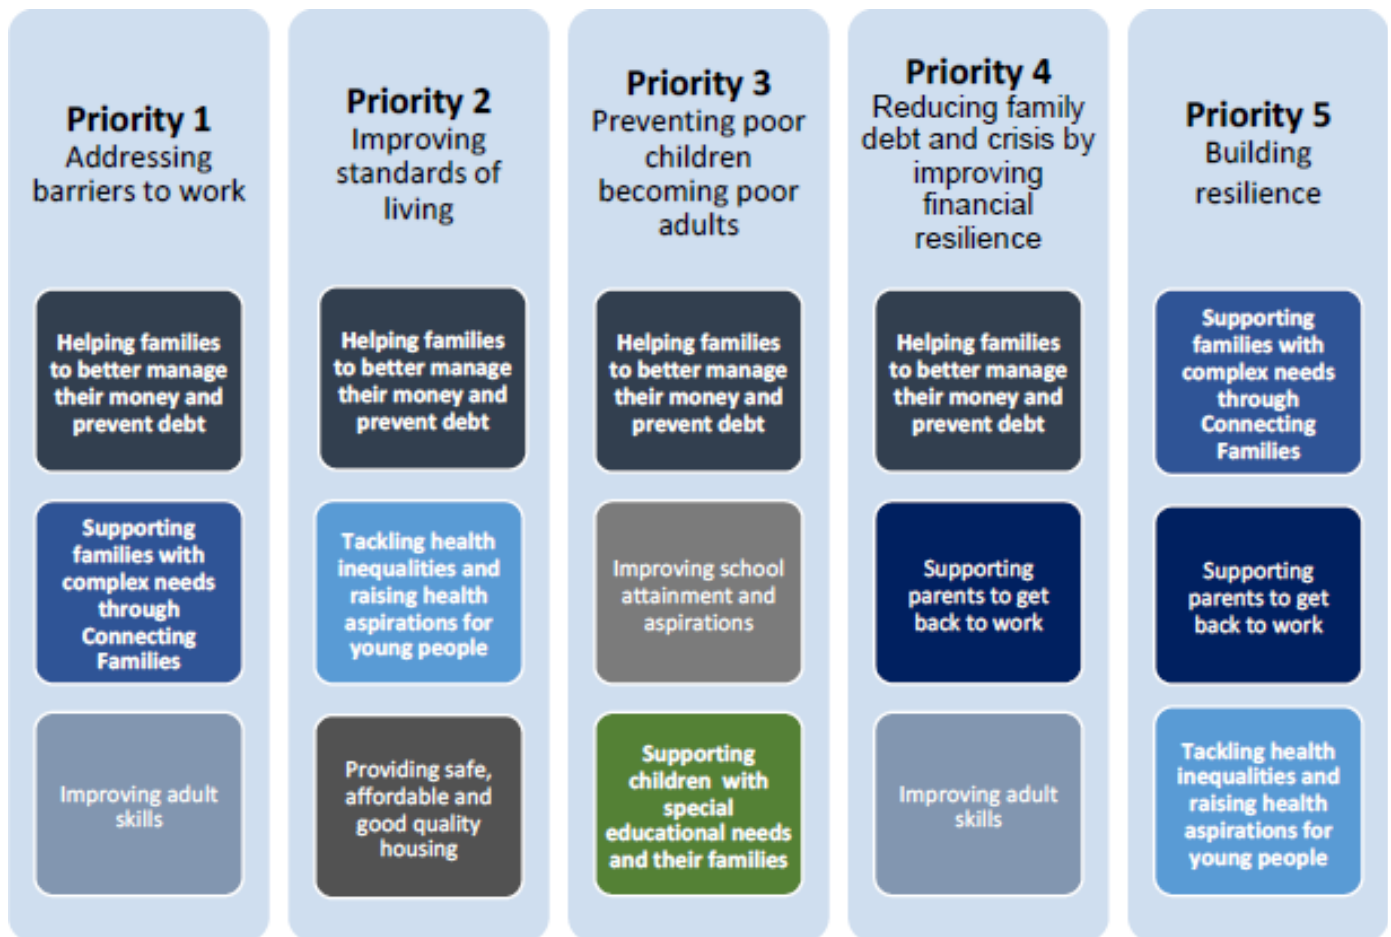 Priority 1
Addressing
barriers to work
Helping families
to better manage
their money and
prevent debt
Supporting
families with
complex needs
through
Connecting
Families
Improving adult
skills
Priority 2
Improving
standards of
living
Helping families
to better manage
their money and
prevent debt
Tackling health
inequalities and
raising health
aspirations for
young people
Providing safe,
affordable and
good quality
housing
Priority 3
Preventing poor
children
becoming poor
adults
Helping families
to better manage
their money and
prevent debt
Improving school
attainment and
aspirations
Supporting
children with
special
educational needs
and their families
Priority 4
Reducing family
debt and crisis by
improving
financial
resilience
Helping families
to better manage
their money and
prevent debt
Supporting
parents to get
back to work
Improving adult
skills
Priority 5
Building
resilience
Supporting
families with
complex needs
through
Connecting
Families
Supporting
parents to get
back to work
Tackling health
inequalities and
raising health
aspirations for
young people